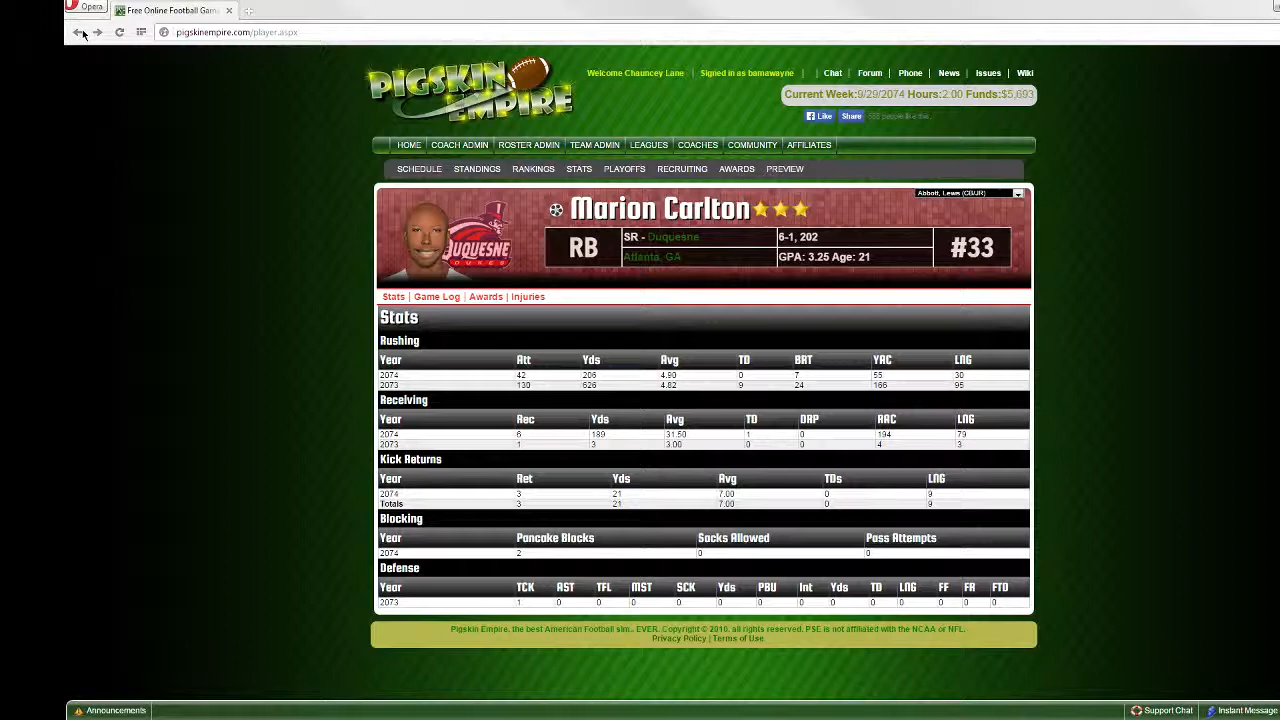 Opera
Free Online Football Gam
pigskinempire.com/player.aspx
PIGSKIN EMPIRE
Welcome Chauncey Lane | Signed in as bamawayne | Chat | Forum | Phone | News | Issues | Wiki
Current Week:9/29/2074 Hours:2:00 Funds:$5,693
Like Share people like this.
HOME | COACH ADMIN | ROSTER ADMIN | TEAM ADMIN | LEAGUES | COACHES | COMMUNITY | AFFILIATES
SCHEDULE STANDINGS RANKINGS STATS PLAYOFFS RECRUITING AWARDS PREVIEW
Abbott, Lewis (CB/JR)
Marion Carlton
DUQUESNE DUKES
RB
SR - Duquesne
6-1, 202
#33
Atlanta, GA
GPA: 3.25 Age: 21
Stats | Game Log | Awards | Injuries
Stats
Rushing
Year Att Yds Avg TD BRT YAC LNG
2074 42 206 4.90 0 7 55 30
2073 130 626 4.82 9 24 166 95
Receiving
Year Rec Yds Avg TD DRP RAC LNG
2074 6 189 31.50 1 0 194 79
2073 1 3 3.00 0 0 4 3
Kick Returns
Year Ret Yds Avg TDs LNG
2074 3 21 7.00 0 9
Totals 3 21 7.00 0 9
Blocking
Year Pancake Blocks Sacks Allowed Pass Attempts
2074 2 0 0
Defense
Year TCK AST TFL MST SCK Yds PBU Int Yds TD LNG FF FR FTD
2073 1 0 0 0 0 0 0 0 0 0 0 0 0 0
Pigskin Empire. the best American Football sim.. EVER. Copyright © 2010. all rights reserved. PSE is not affiliated with the NCAA or NFL.
Privacy Policy | Terms of Use
Announcements
Support Chat
Instant Message